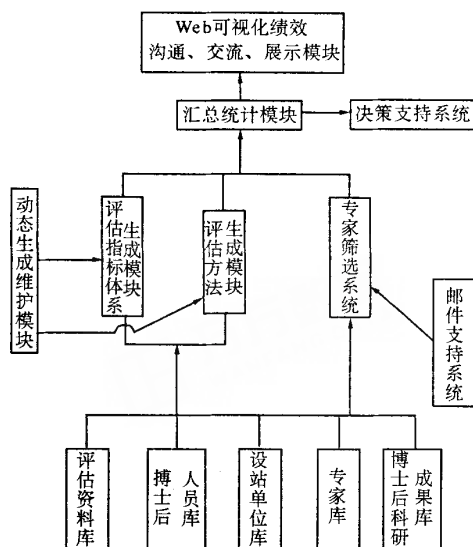 Web可视化绩效
沟通、交流、展示模块
汇总统计模块
决策支持系统
动态生成维护模块
评估指标体系
生成模块
评估方法
生成模块
专家筛选系统
邮件支持系统
评估资料库
搏士后
人员库
设站单位库
专家库
博士后科研
成果库